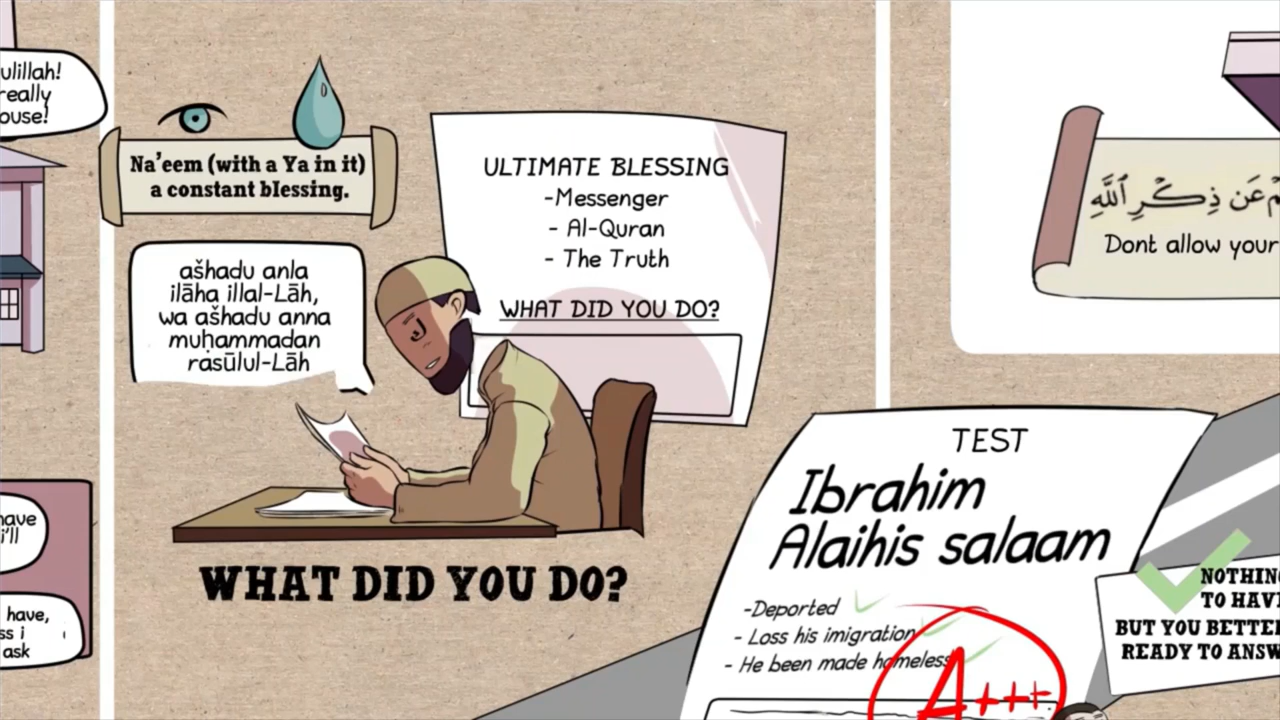 ulillah!
really
ouse!
Na'eem (with a Ya in it)
a constant blessing.
ašhadu anla
ilāha illal-Lāh,
wa ašhadu anna
muḥammadan
rasūlul-Lāh
ULTIMATE BLESSING
-Messenger
- Al-Quran
- The Truth
WHAT DID YOU DO?
WHAT DID YOU DO?
عَن ذِكْرِ ٱللَّهِ
Dont allow your
have
i'll
have,
ss i
ask
TEST
Ibrahim
Alaihis salaam
-Deported
- Loss his imigration
- He been made homeless
A+++
NOTHIN
TO HAV
BUT YOU BETTE
READY TO ANSW